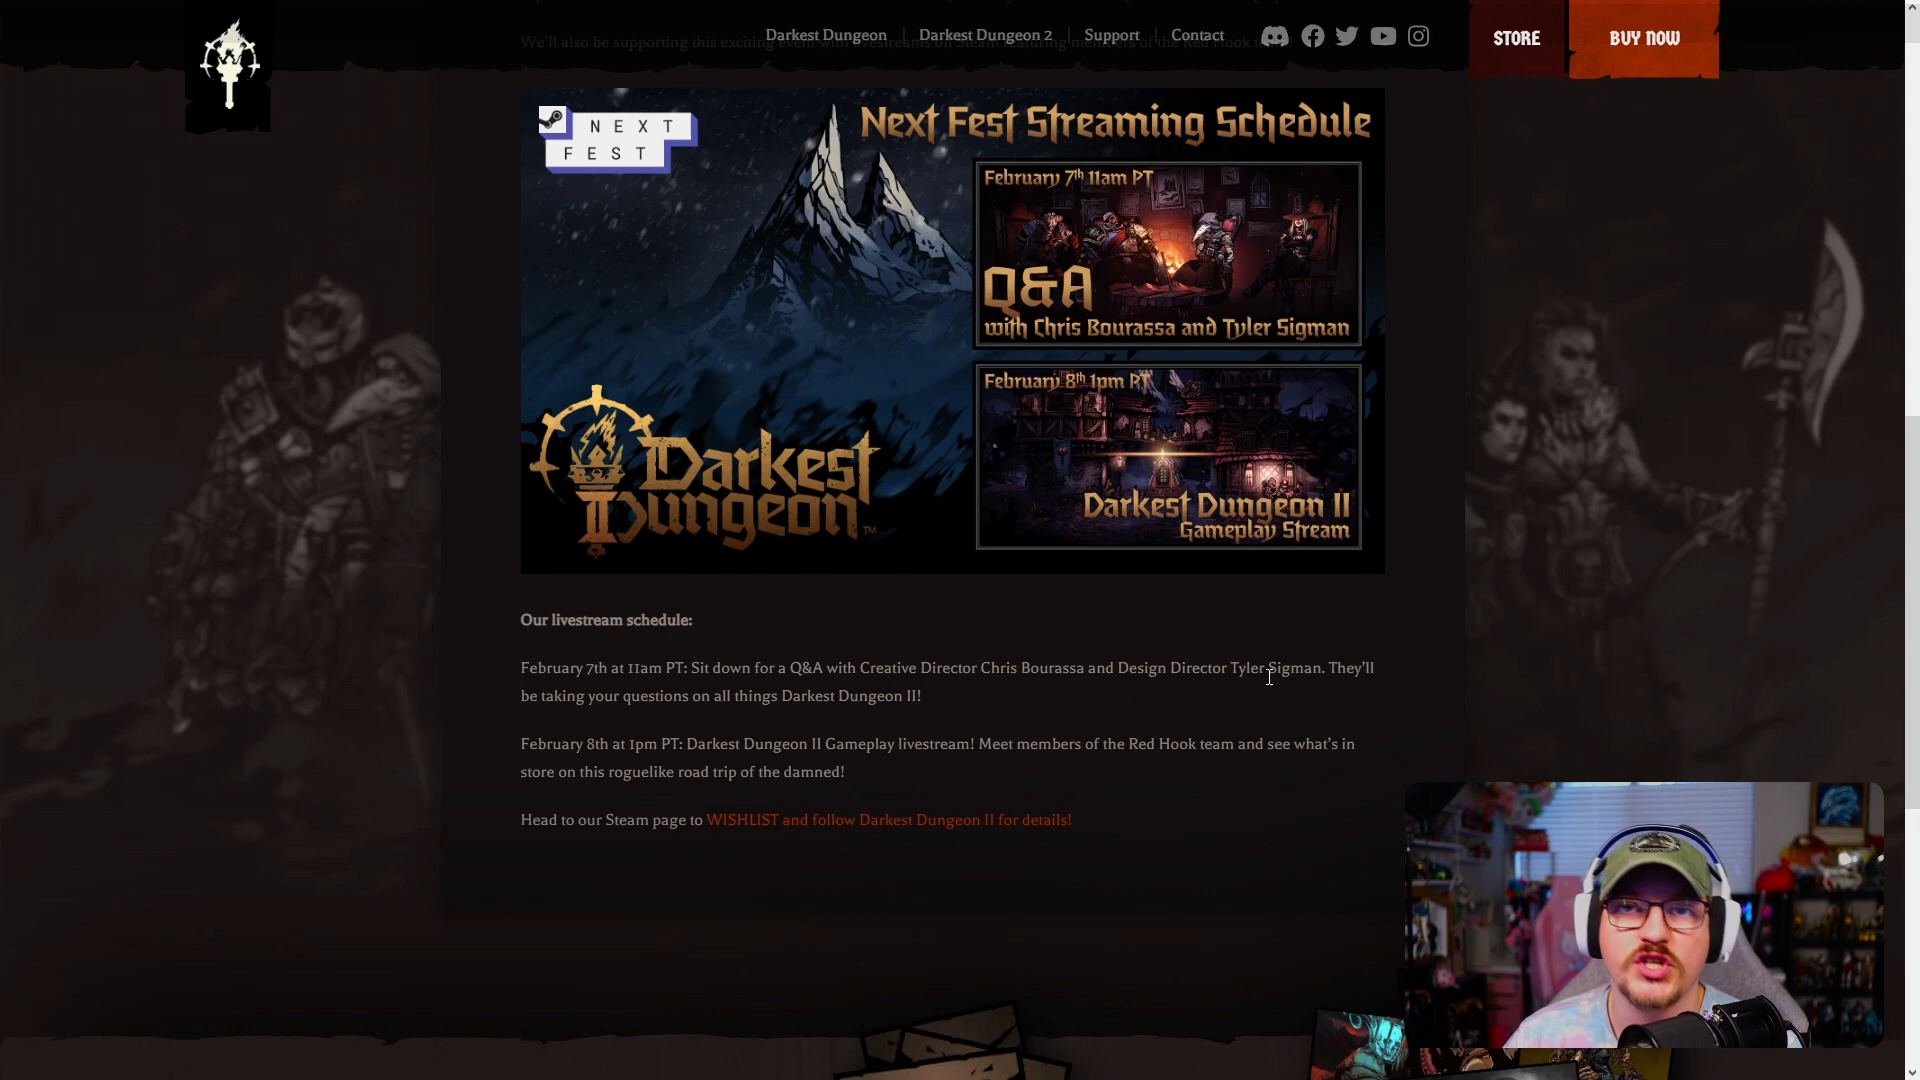 Darkest Dungeon
Darkest Dungeon 2
Support
Contact
STORE
BUY NOW
NEXT
FEST
Next Fest Streaming Schedule
February 7th 11am PT
Q&A
with Chris Bourassa and Tyler Sigman
February 8th 1pm PT
Darkest Dungeon II
Gameplay Stream
Darkest
Dungeon™
Our livestream schedule:
February 7th at 11am PT: Sit down for a Q&A with Creative Director Chris Bourassa and Design Director Tyler Sigman. They'll
be taking your questions on all things Darkest Dungeon II!
February 8th at 1pm PT: Darkest Dungeon II Gameplay livestream! Meet members of the Red Hook team and see what's in
store on this roguelike road trip of the damned!
Head to our Steam page to WISHLIST and follow Darkest Dungeon II for details!